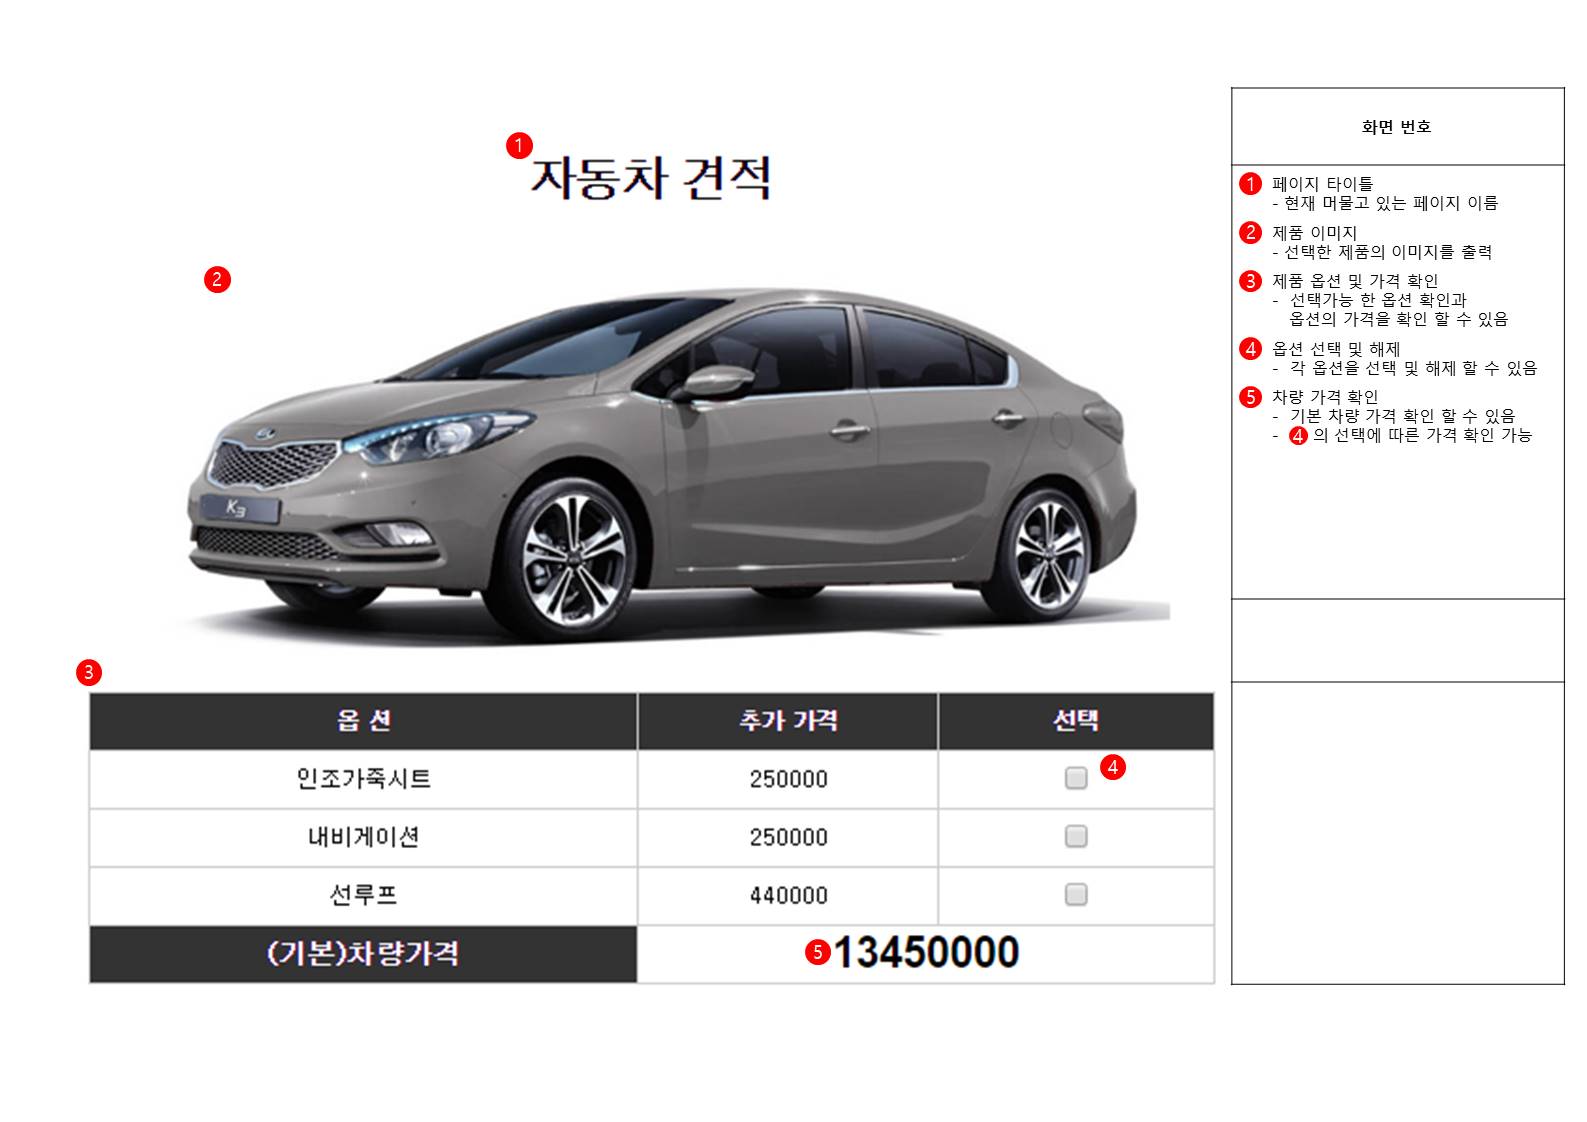 1
자동차 견적
2
K3
3
옵 션 추가 가격 선택
인조가죽시트 250000 4
내비게이션 250000
선루프 440000
(기본)차량가격 5 13450000
화면 번호
1 페이지 타이틀
- 현재 머물고 있는 페이지 이름
2 제품 이미지
- 선택한 제품의 이미지를 출력
3 제품 옵션 및 가격 확인
- 선택가능 한 옵션 확인과
옵션의 가격을 확인 할 수 있음
4 옵션 선택 및 해제
- 각 옵션을 선택 및 해제 할 수 있음
5 차량 가격 확인
- 기본 차량 가격 확인 할 수 있음
- 4 의 선택에 따른 가격 확인 가능